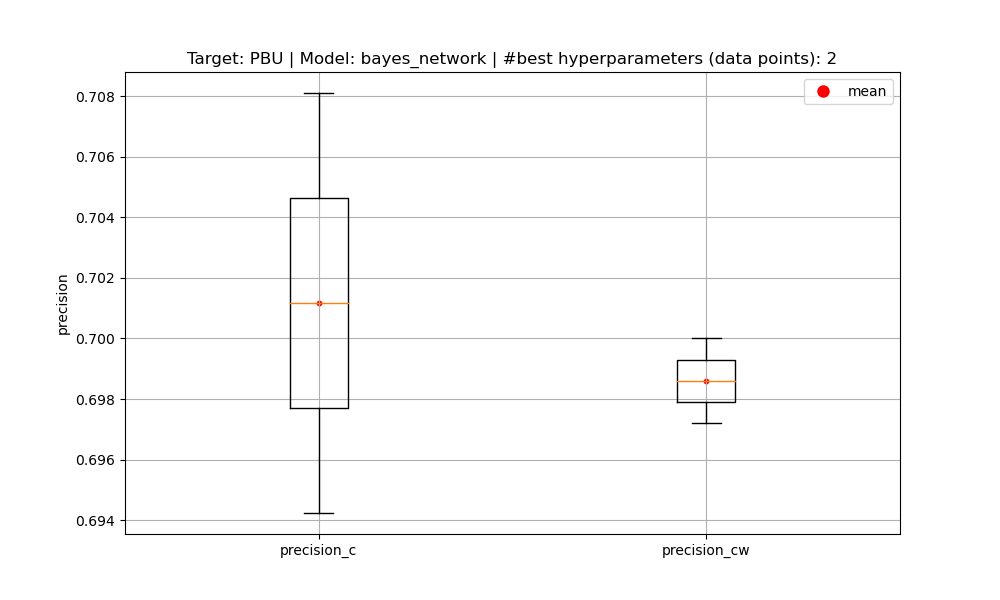 Target: PBU | Model: bayes_network | #best hyperparameters (data points): 2
mean
0.708
0.706
0.704
0.702
0.700
0.698
0.696
0.694
precision
precision_c
precision_cw